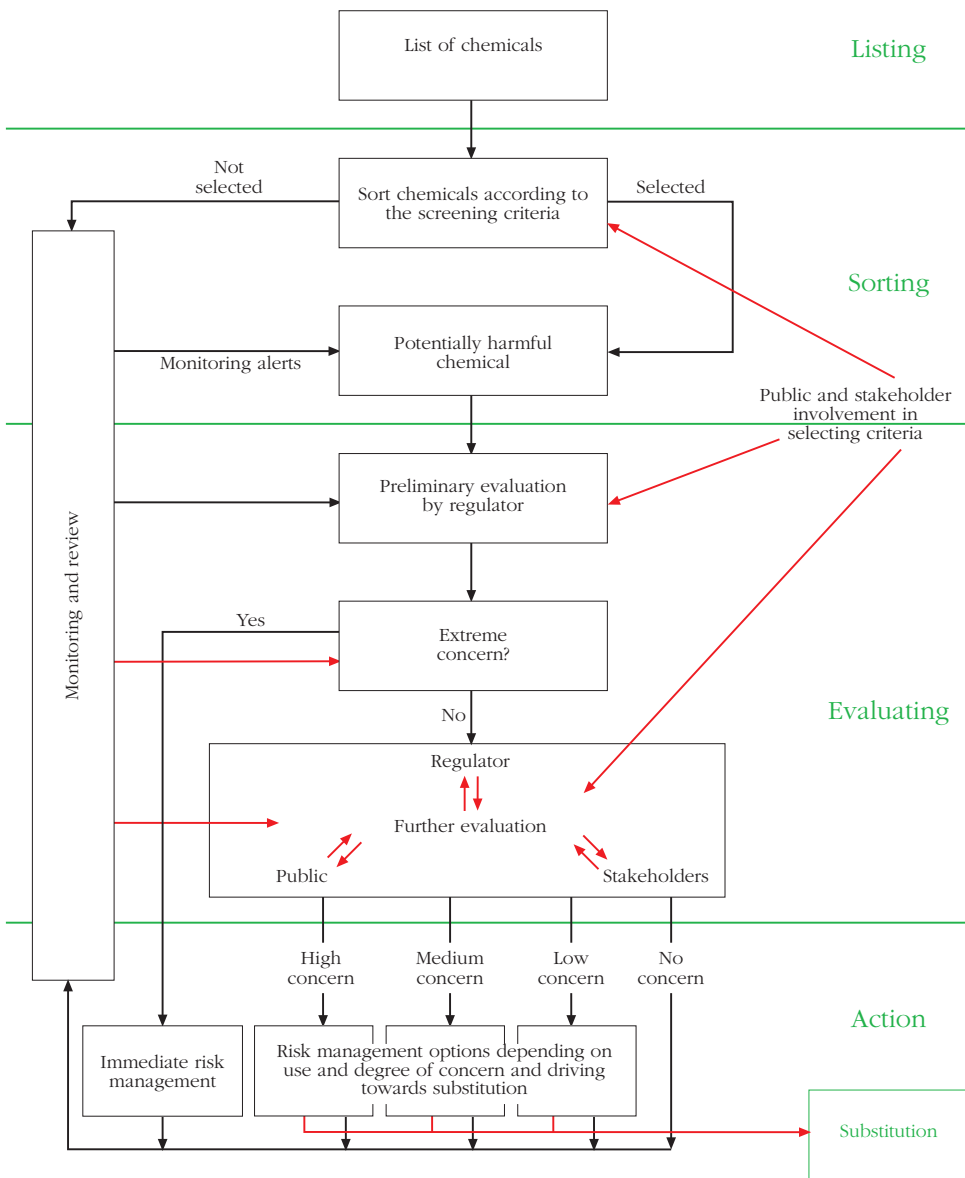 List of chemicals
Listing
Not
selected
Sort chemicals according to
the screening criteria
Selected
Sorting
Monitoring alerts
Potentially harmful
chemical
Public and stakeholder
involvement in
selecting criteria
Monitoring and review
Preliminary evaluation
by regulator
Yes
Extreme
concern?
No
Evaluating
Regulator
Further evaluation
Public
Stakeholders
High
concern
Medium
concern
Low
concern
No
concern
Action
Immediate risk
management
Risk management options depending on
use and degree of concern and driving
towards substitution
Substitution